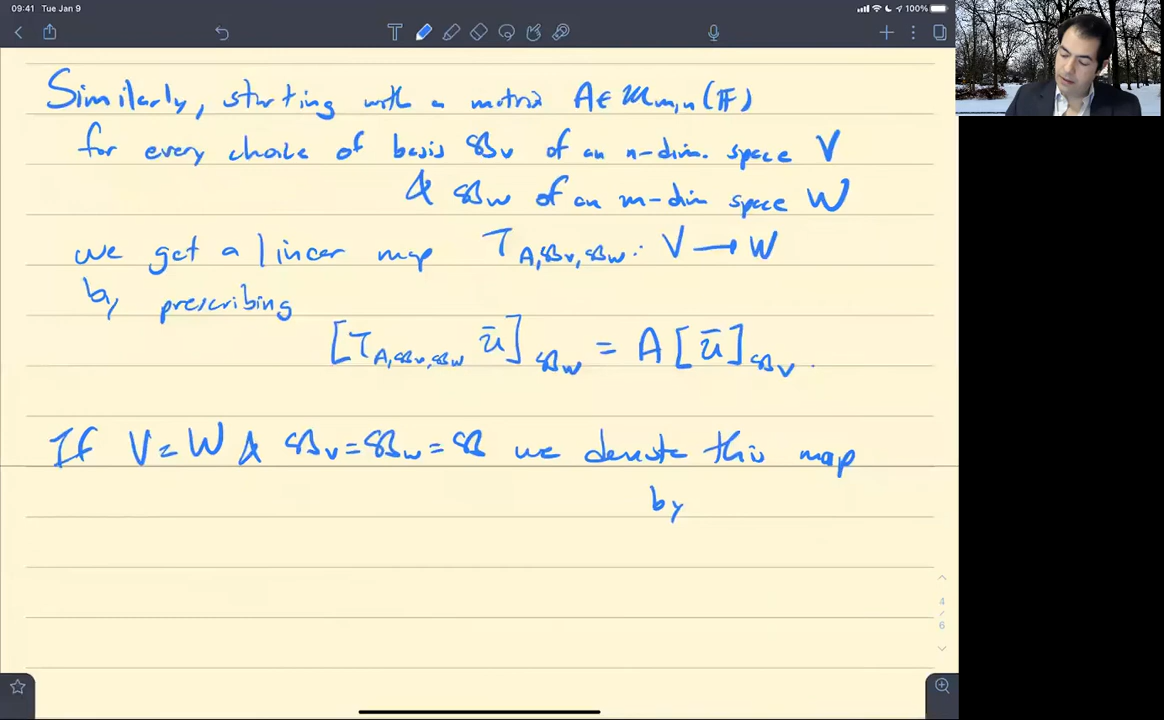 09:41 Tue Jan 9
100%
Similarly, starting with a matrix A ∈ M_{m,n}(𝔽)
for every choice of basis 𝓑_V of an n-dim. space V
& 𝓑_W of an m-dim space W
we get a linear map T_{A,𝓑_V,𝓑_W} : V → W
by prescribing
[T_{A,𝓑_V,𝓑_W} ū]_{𝓑_W} = A[ū]_{𝓑_V} .
If V = W & 𝓑_V = 𝓑_W = 𝓑 we denote this map
by
4
/
6